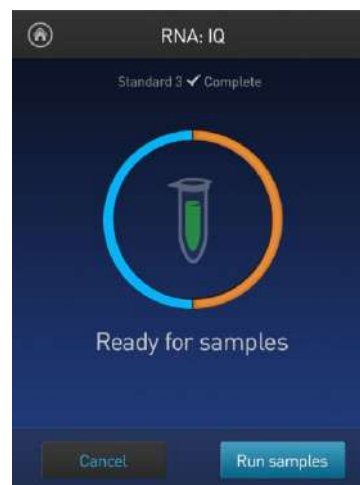 RNA: IQ
Standard 3 ✔ Complete
Ready for samples
Cancel
Run samples